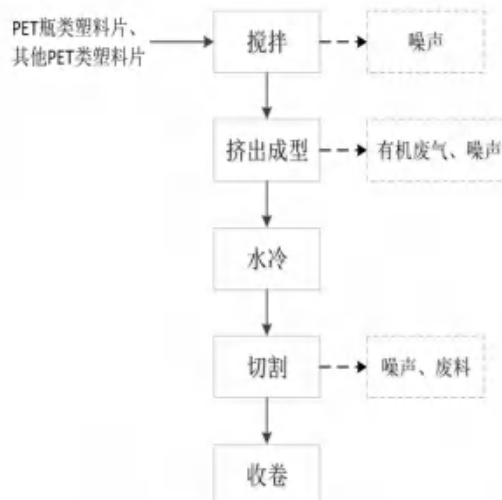 PET瓶类塑料片、
其他PET类塑料片
搅拌
噪声
挤出成型
有机废气、噪声
水冷
切割
噪声、废料
收卷